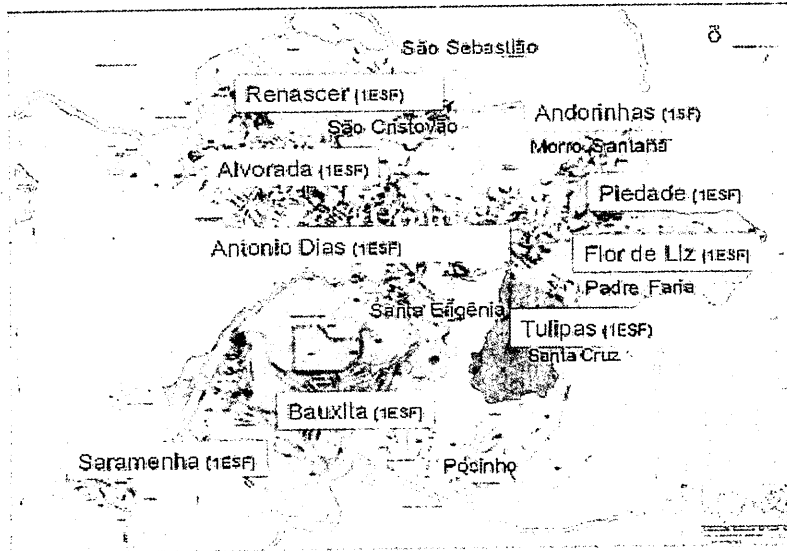 São Sebastião
Renascer (1ESF)
São Cristovão
Andorinhas (1SF)
Morro Santana
Alvorada (1ESF)
Piedade (1ESF)
Antonio Dias (1ESF)
Flor de Liz (1ESF)
Padre Faria
Santa Efigênia
Tulipas (1ESF)
Santa Cruz
Bauxita (1ESF)
Saramenha (1ESF)
Pocinho